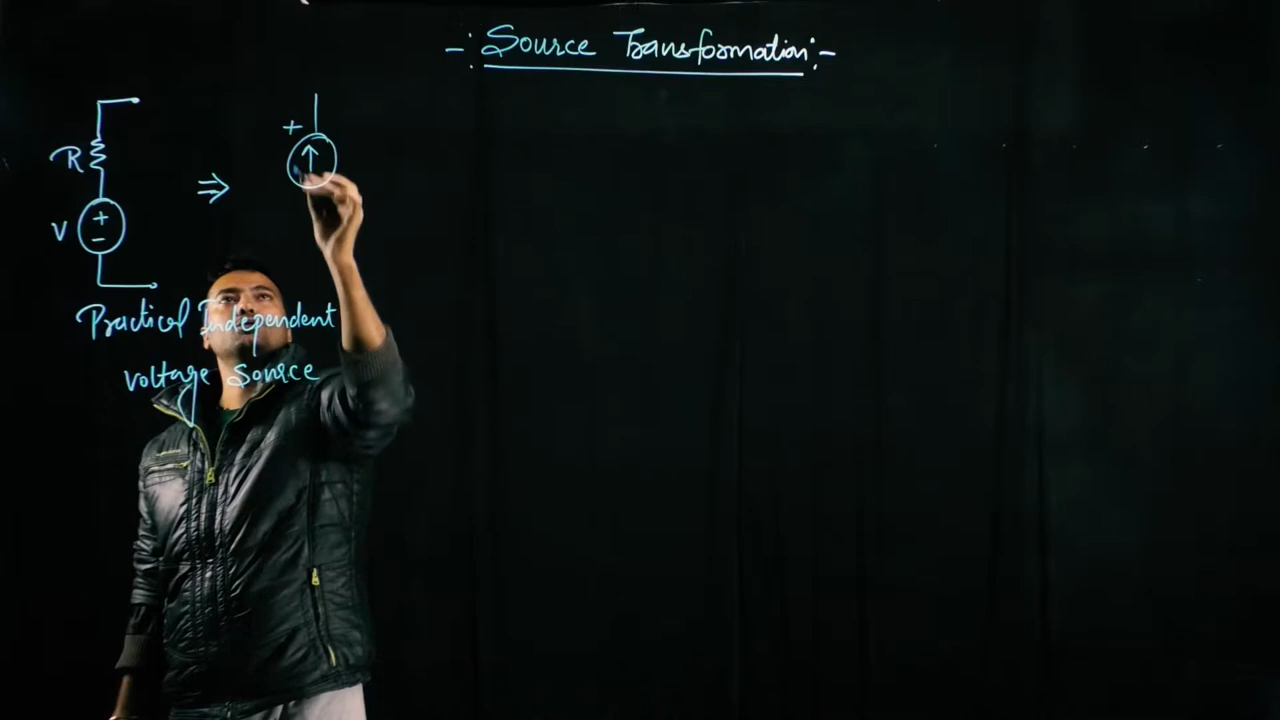 -: Source Transformation :-
R
V
+
-
⇒
+
Practical Independent
voltage Source